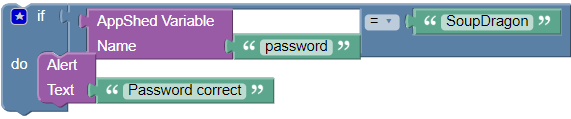 if AppShed Variable = ▾ “ SoupDragon ”
Name “ password ”
do Alert
Text “ Password correct ”